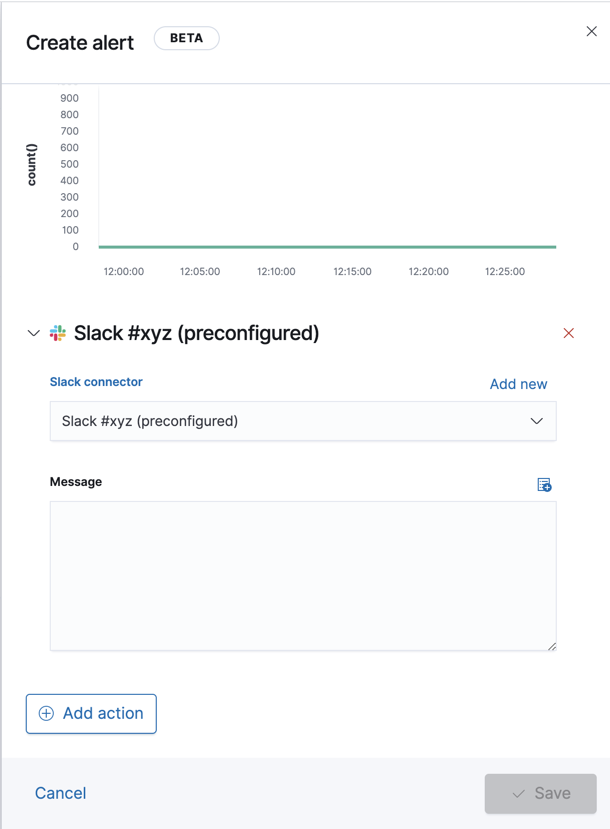 Create alert
BETA
count()
900
800
700
600
500
400
300
200
100
0
12:00:00 12:05:00 12:10:00 12:15:00 12:20:00 12:25:00
Slack #xyz (preconfigured)
Slack connector Add new
Slack #xyz (preconfigured)
Message
Add action
Cancel Save